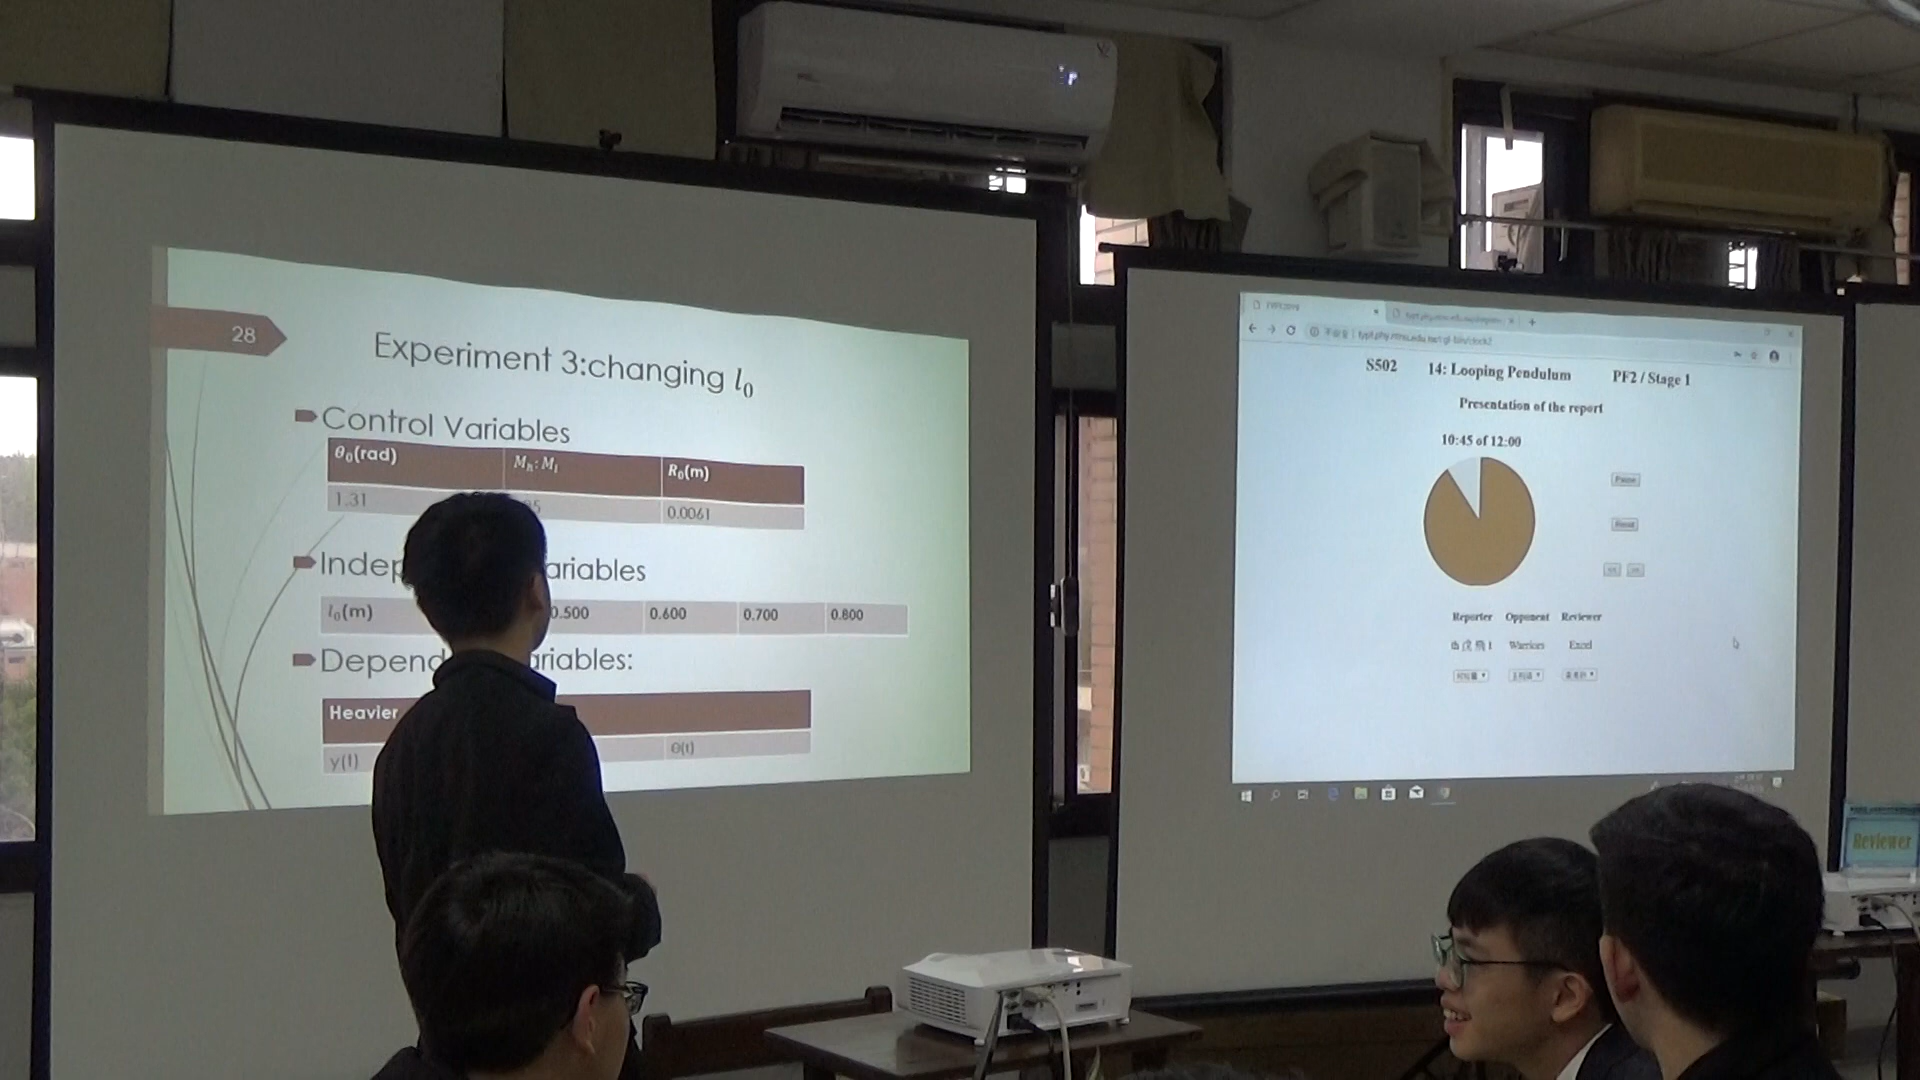 28
Experiment 3:changing l₀
Control Variables
θ₀(rad) Mₕ: Mₗ R₀(m)
1.31 0.0061
ariables
l₀(m) 0.500 0.600 0.700 0.800
ariables:
Heavier
y(t) Θ(t)
S502 14: Looping Pendulum PF2 / Stage 1
Presentation of the report
10:45 of 12:00
Pause
Reset
Reporter Opponent Reviewer
Warriors Excel
Reviewer